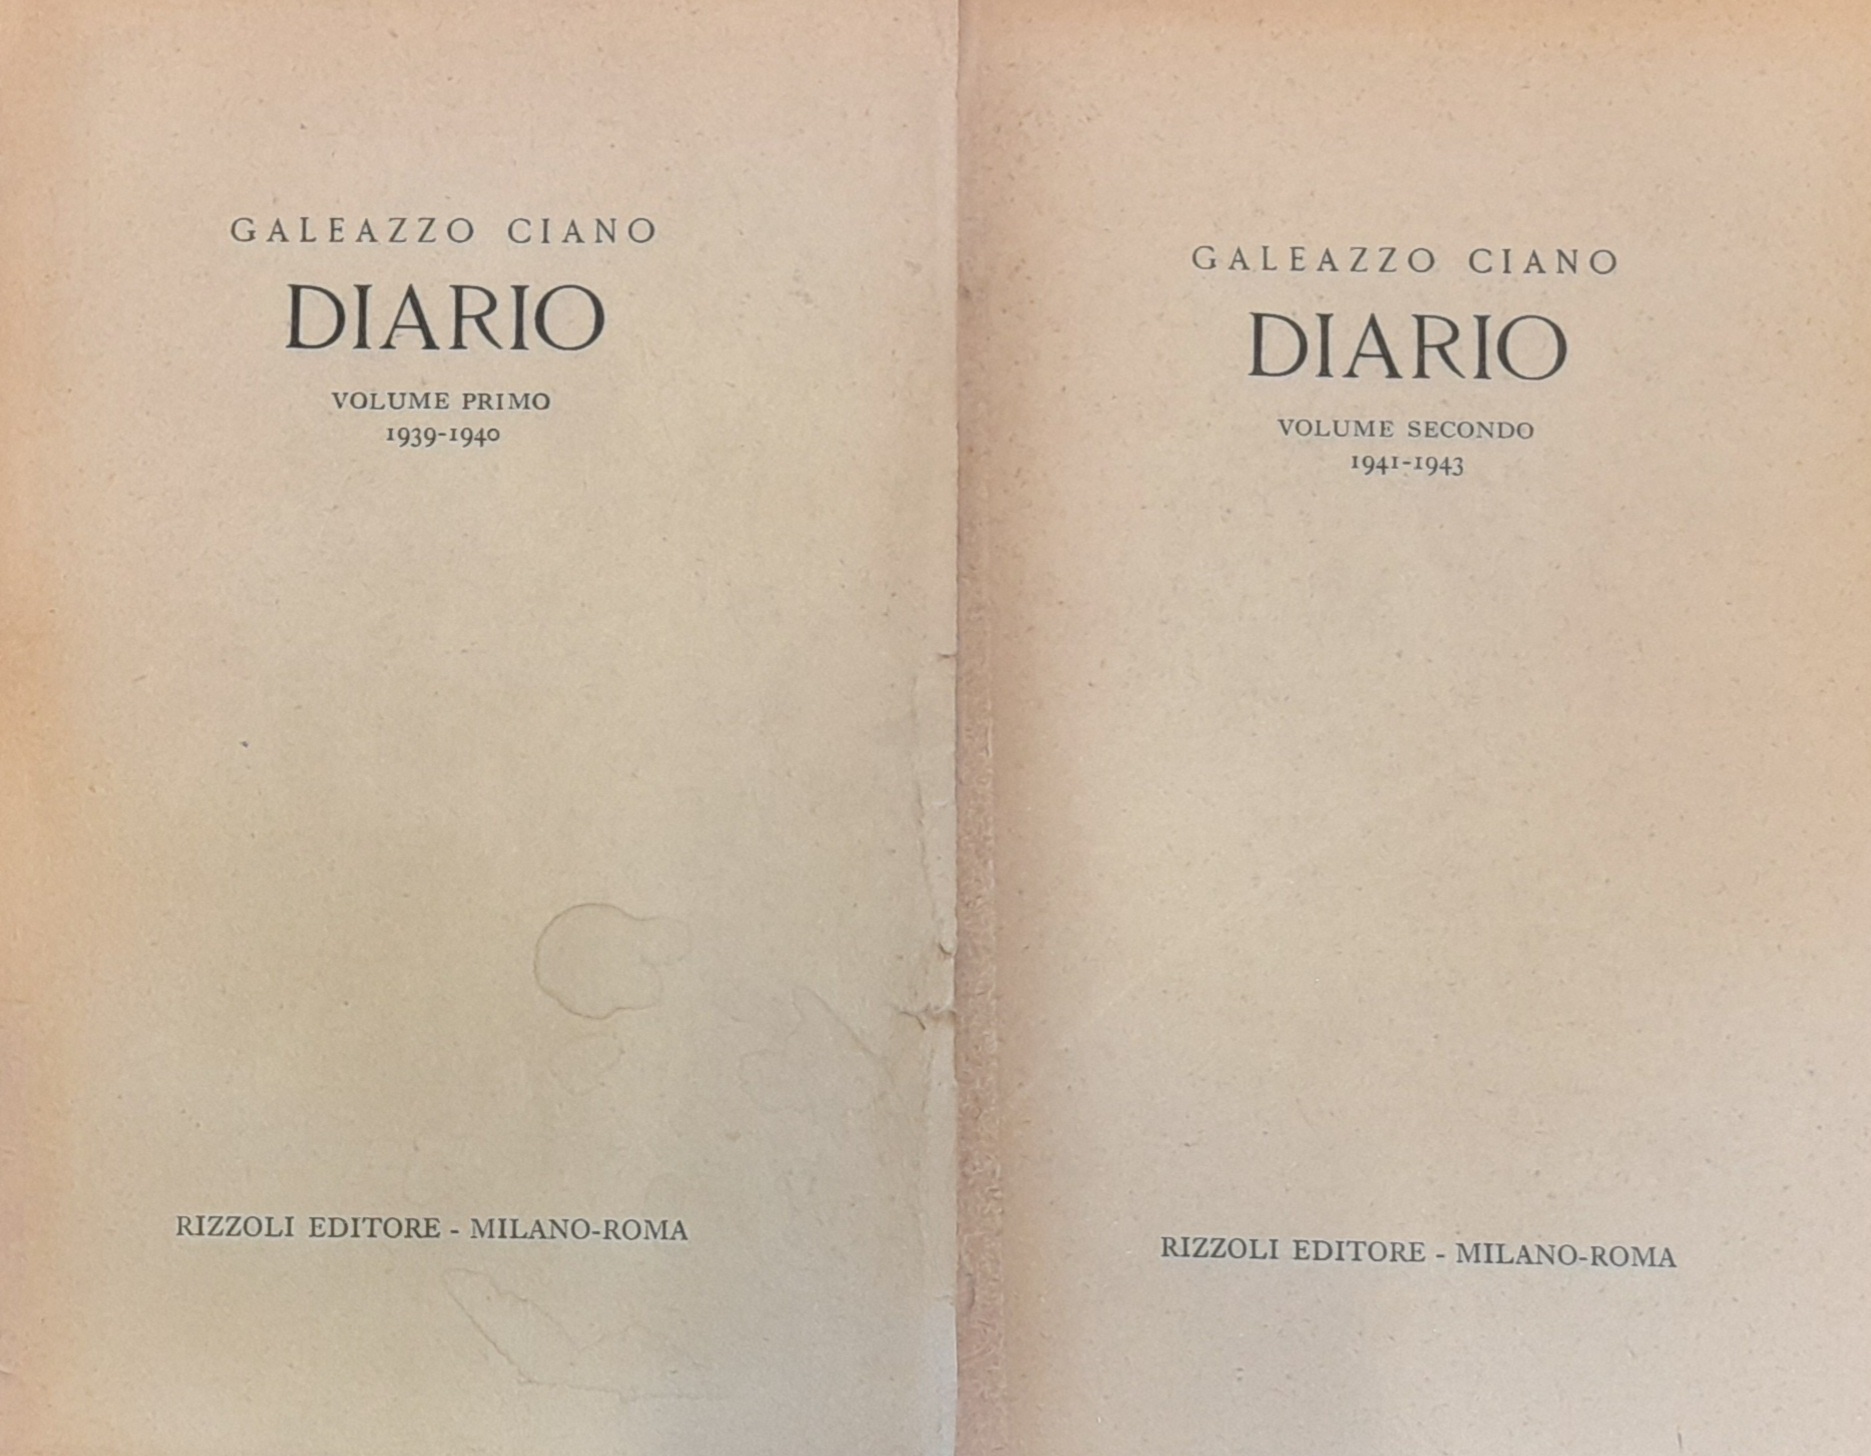 GALEAZZO CIANO
DIARIO
VOLUME PRIMO
1939-1940
RIZZOLI EDITORE - MILANO-ROMA
GALEAZZO CIANO
DIARIO
VOLUME SECONDO
1941-1943
RIZZOLI EDITORE - MILANO-ROMA